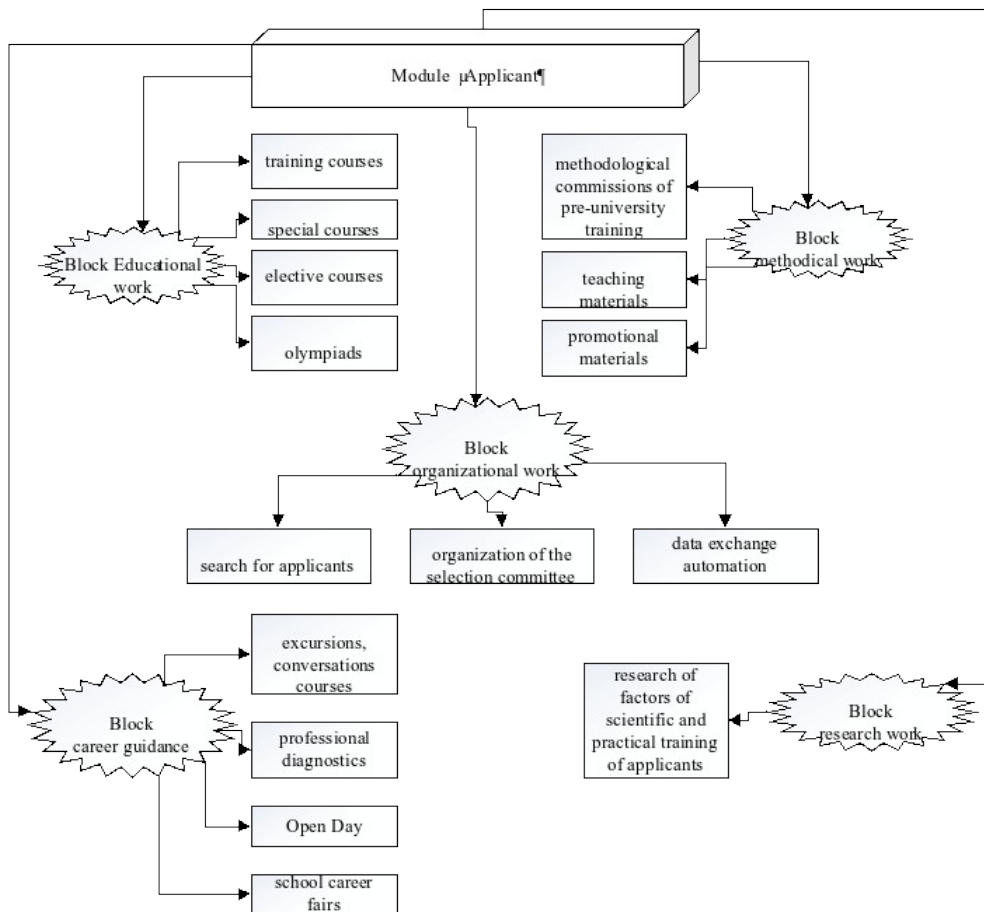 Module µApplicant¶
training courses
special courses
elective courses
olympiads
Block Educational
work
methodological
commissions of
pre-university
training
teaching
materials
promotional
materials
Block
methodical work
Block
organizational work
search for applicants
organization of the
selection committee
data exchange
automation
excursions,
conversations
courses
professional
diagnostics
Open Day
school career
fairs
Block
career guidance
research of
factors of
scientific and
practical training
of applicants
Block
research work